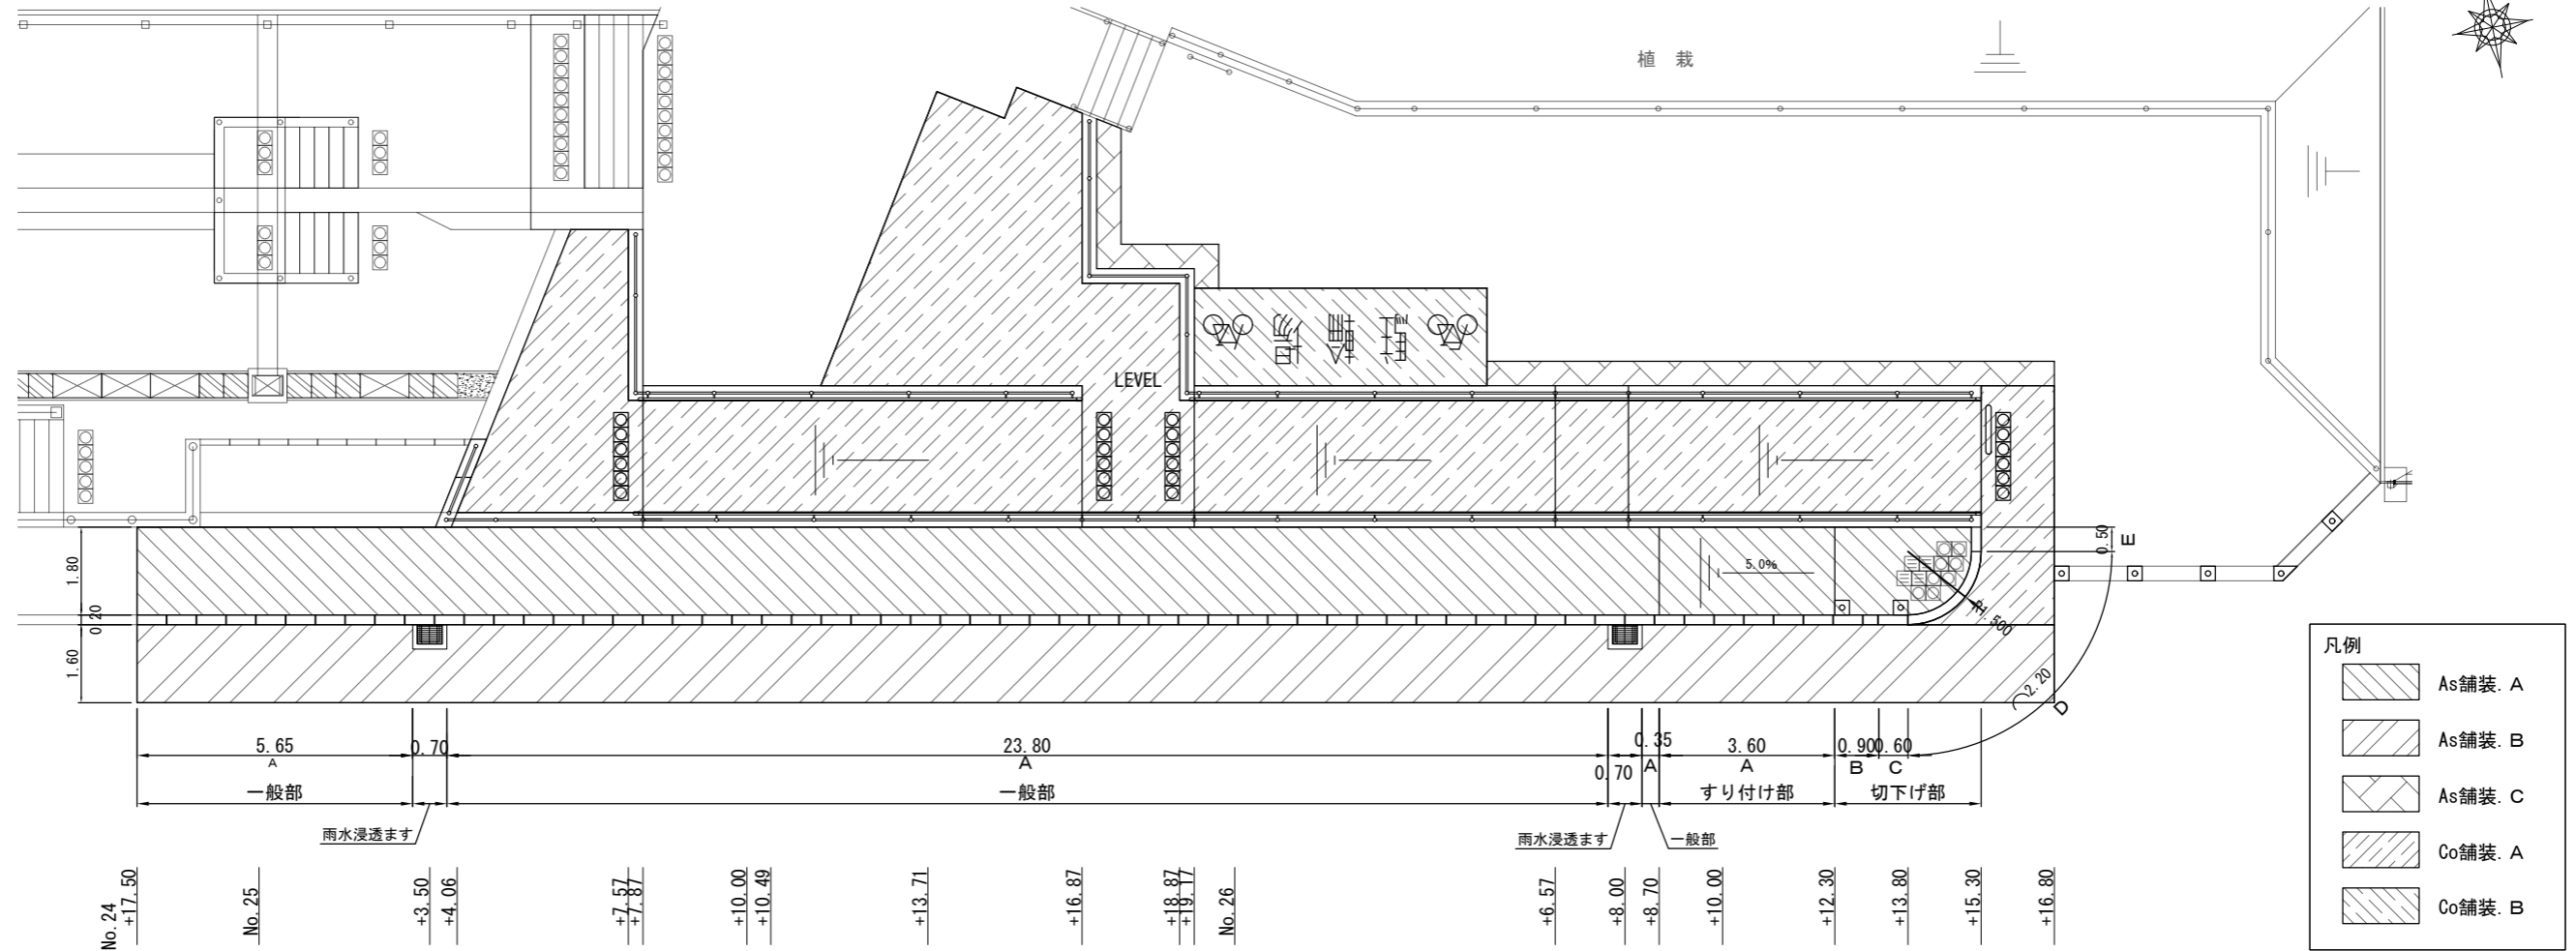 植　栽
LEVEL
5.0%
R1.500
0.50
E
2.20
D
1.80
0.20
1.60
5.65
0.70
23.80
0.35
3.60
0.90
0.60
A
A
0.70
A
A
B
C
一般部
一般部
すり付け部
切下げ部
雨水浸透ます
雨水浸透ます
一般部
No.24
+17.50
No.25
+3.50
+4.06
+7.57
+7.87
+10.00
+10.49
+13.71
+16.87
+18.87
+19.17
No.26
+6.57
+8.00
+8.70
+10.00
+12.30
+13.80
+15.30
+16.80
凡例
As舗装.A
As舗装.B
As舗装.C
Co舗装.A
Co舗装.B